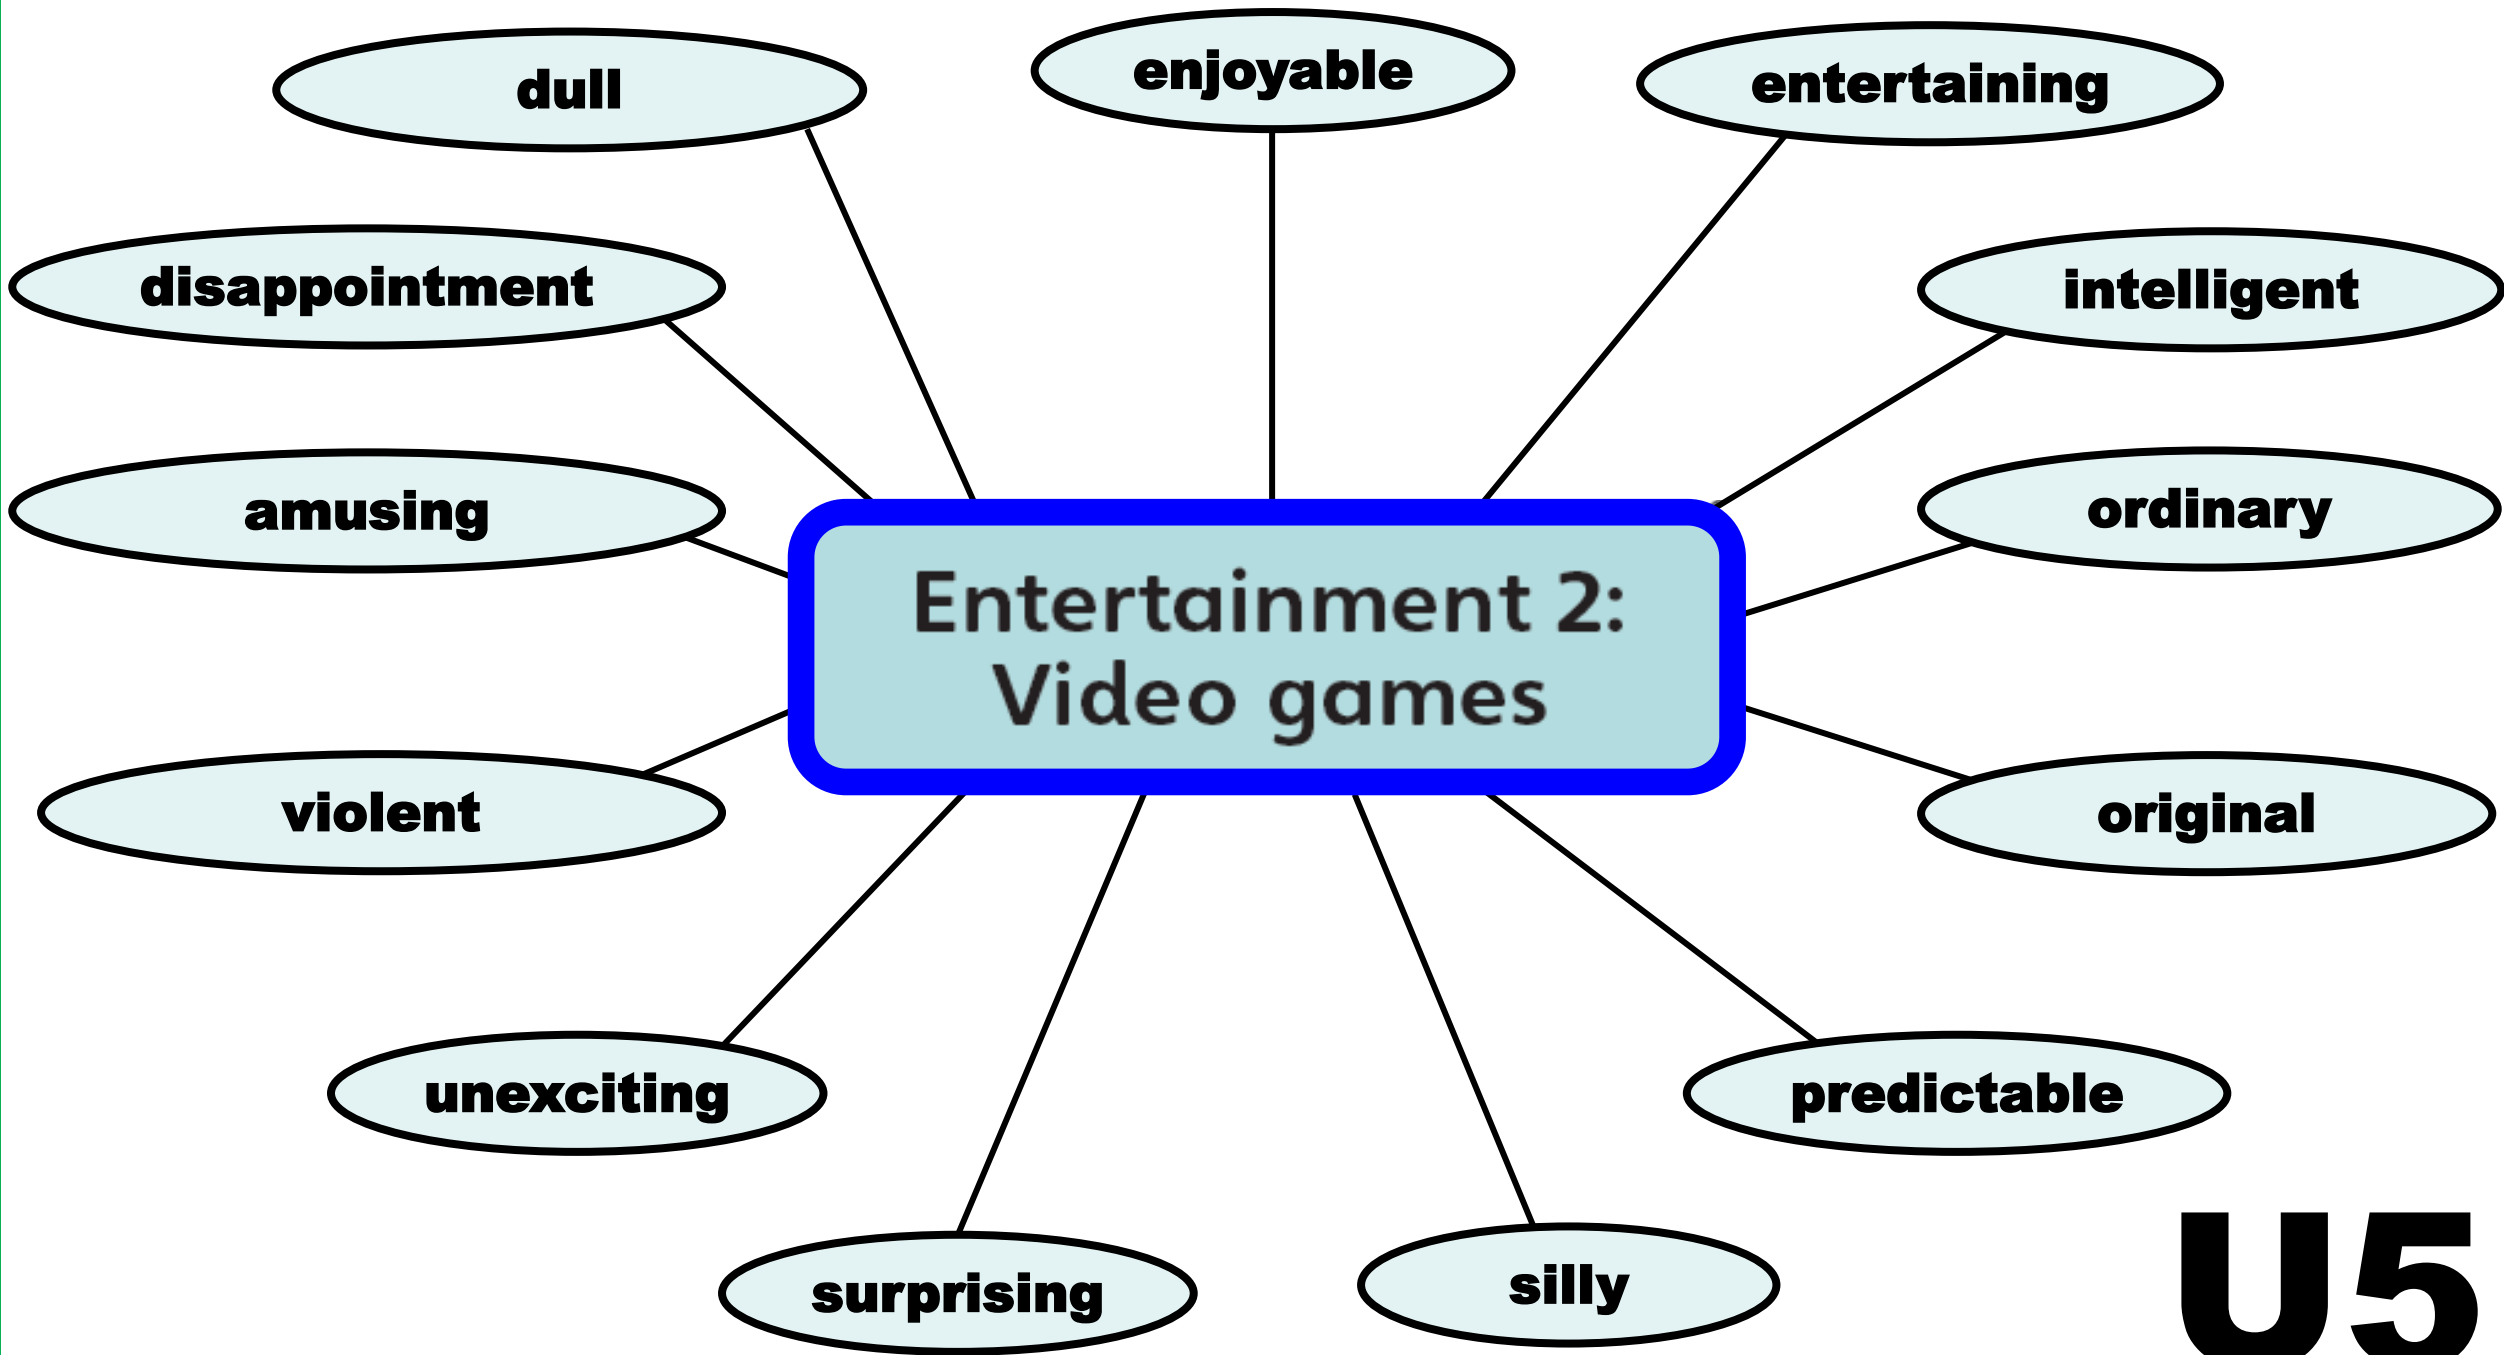 dull
enjoyable
entertaining
disappointment
intelligent
amusing
ordinary
Entertainment 2:
Video games
violent
original
unexciting
predictable
surprising
silly
U5